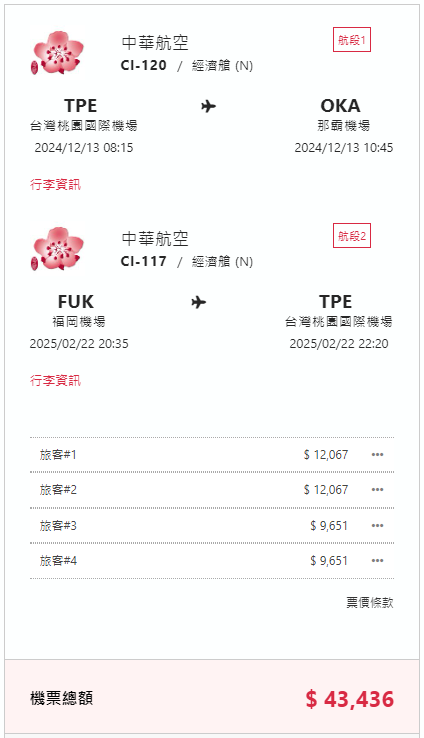 中華航空 航段1
CI-120 / 經濟艙 (N)
TPE OKA
台灣桃園國際機場 那霸機場
2024/12/13 08:15 2024/12/13 10:45
行李資訊
中華航空 航段2
CI-117 / 經濟艙 (N)
FUK TPE
福岡機場 台灣桃園國際機場
2025/02/22 20:35 2025/02/22 22:20
行李資訊
旅客#1 $ 12,067 •••
旅客#2 $ 12,067 •••
旅客#3 $ 9,651 •••
旅客#4 $ 9,651 •••
票價條款
機票總額 $ 43,436